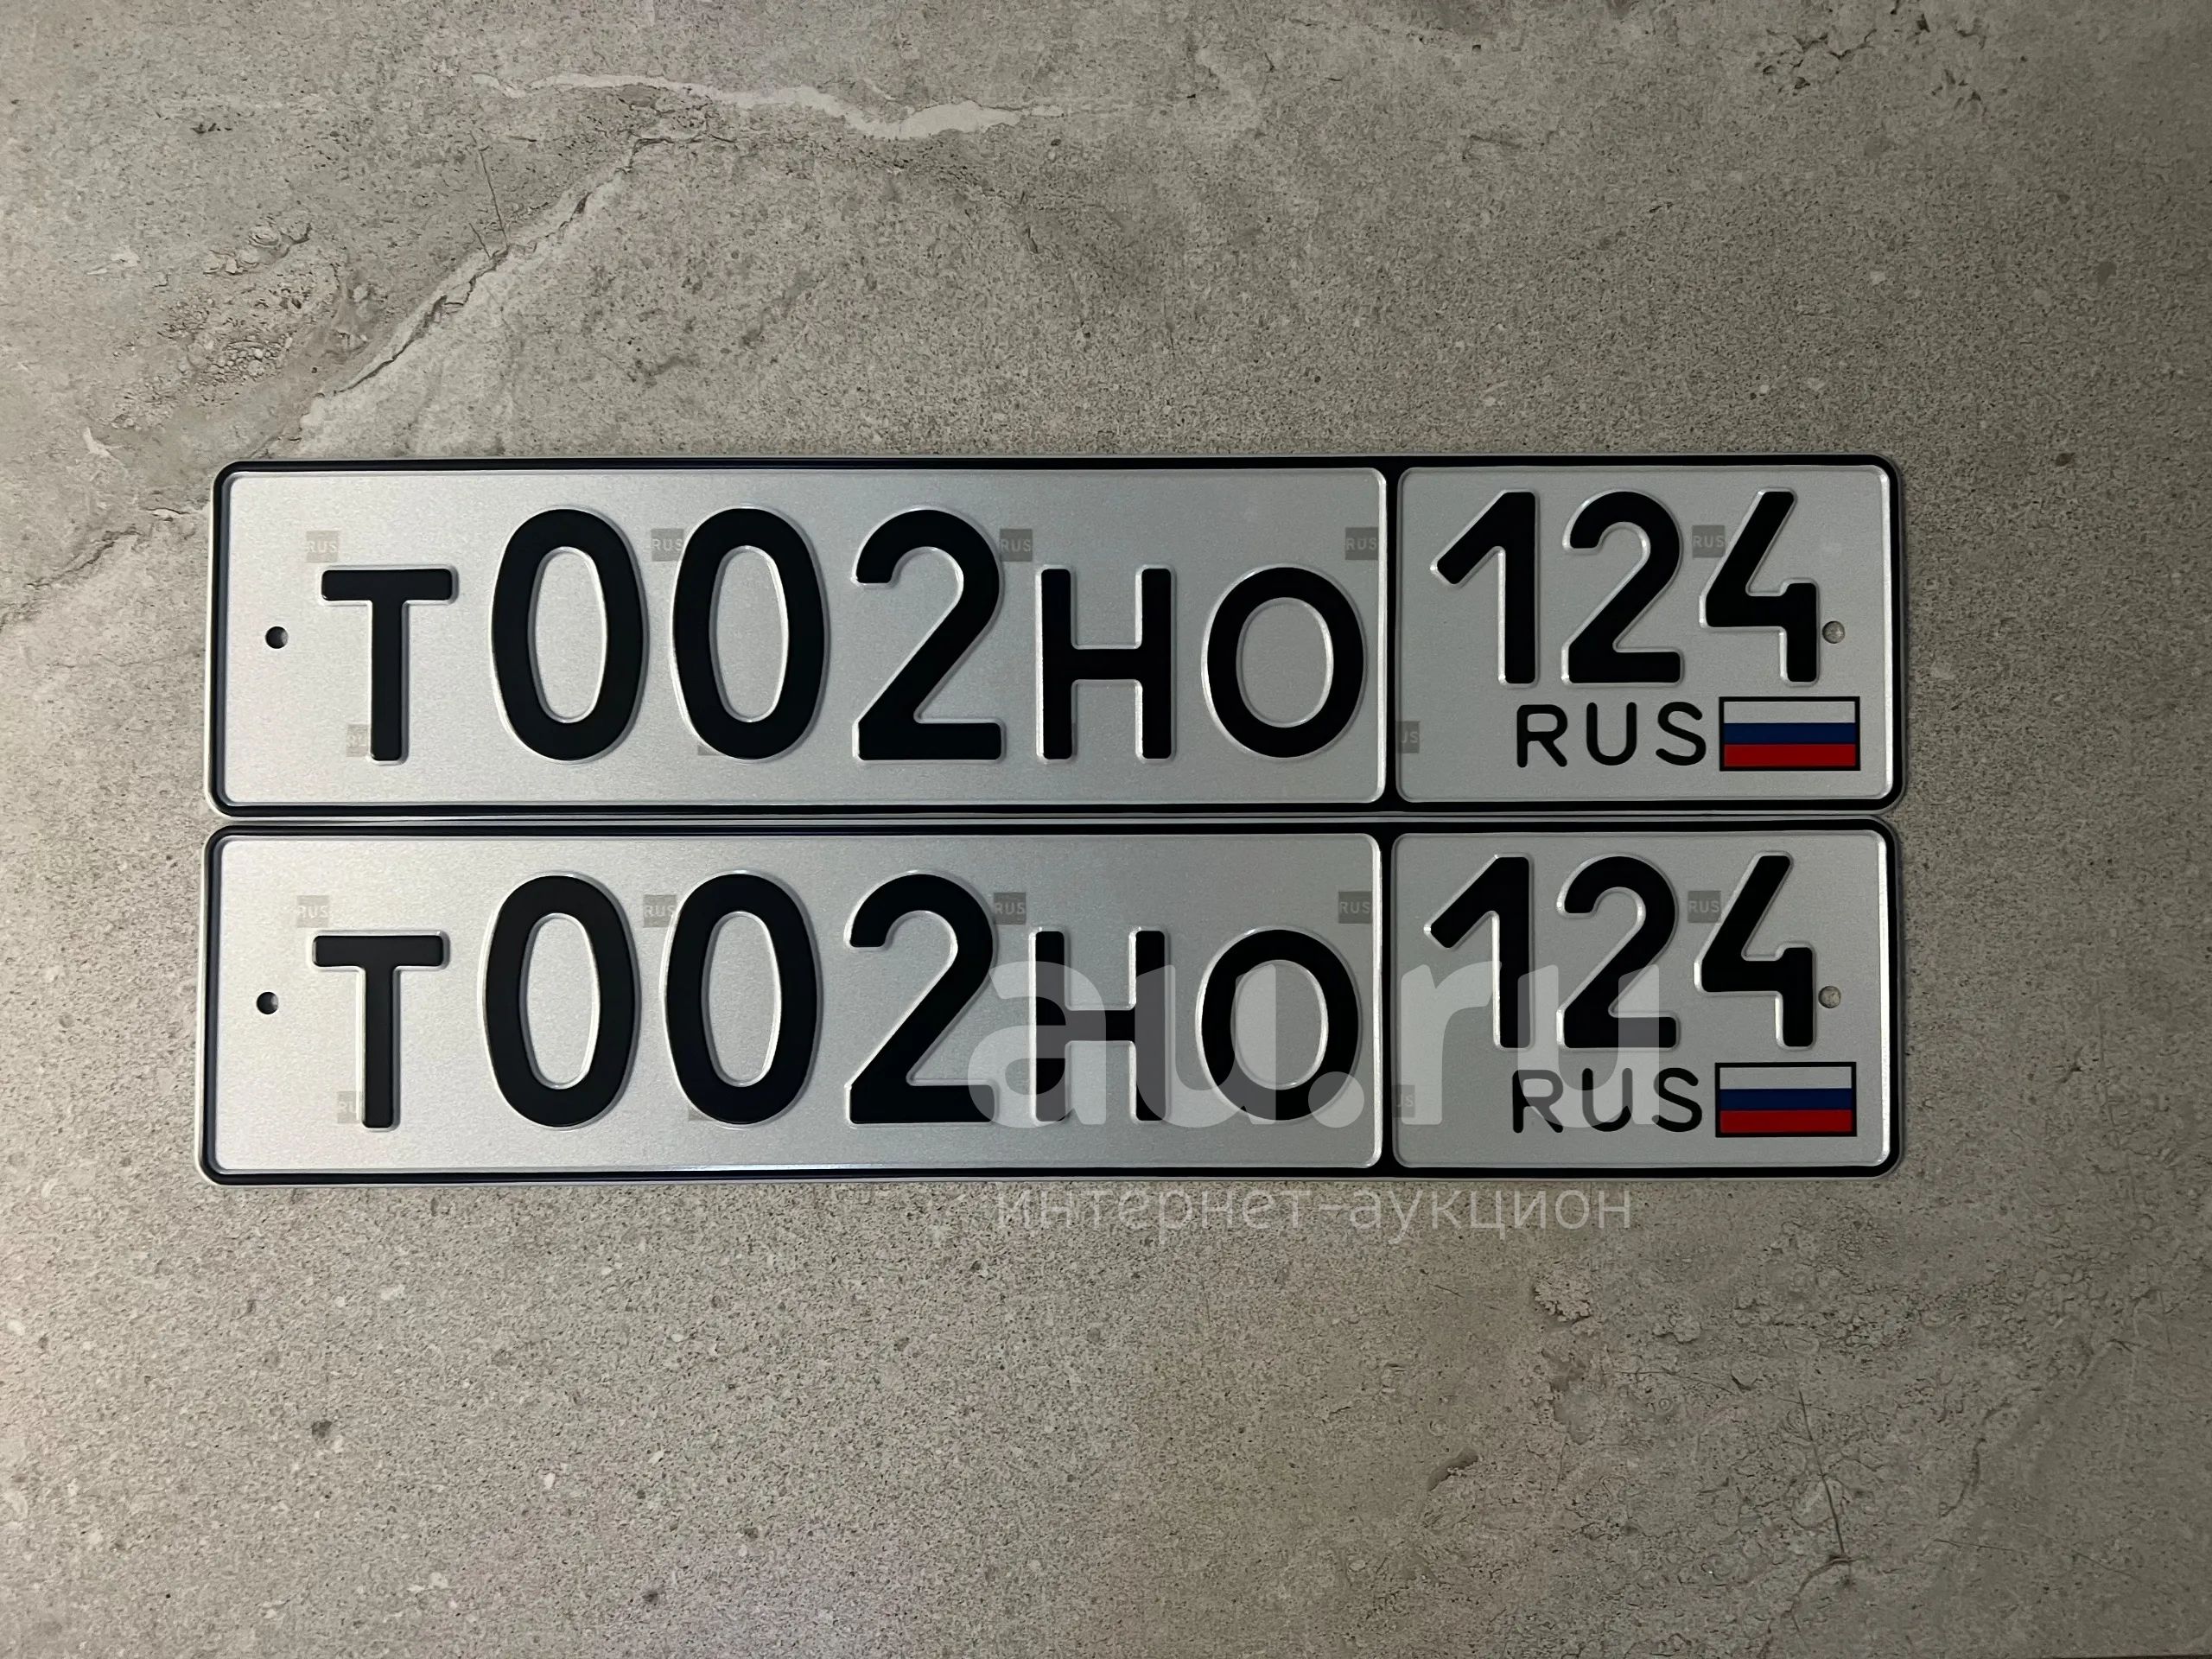 Т002НО 124
RUS
Т002НО 124
RUS
au.ru
интернет-аукцион